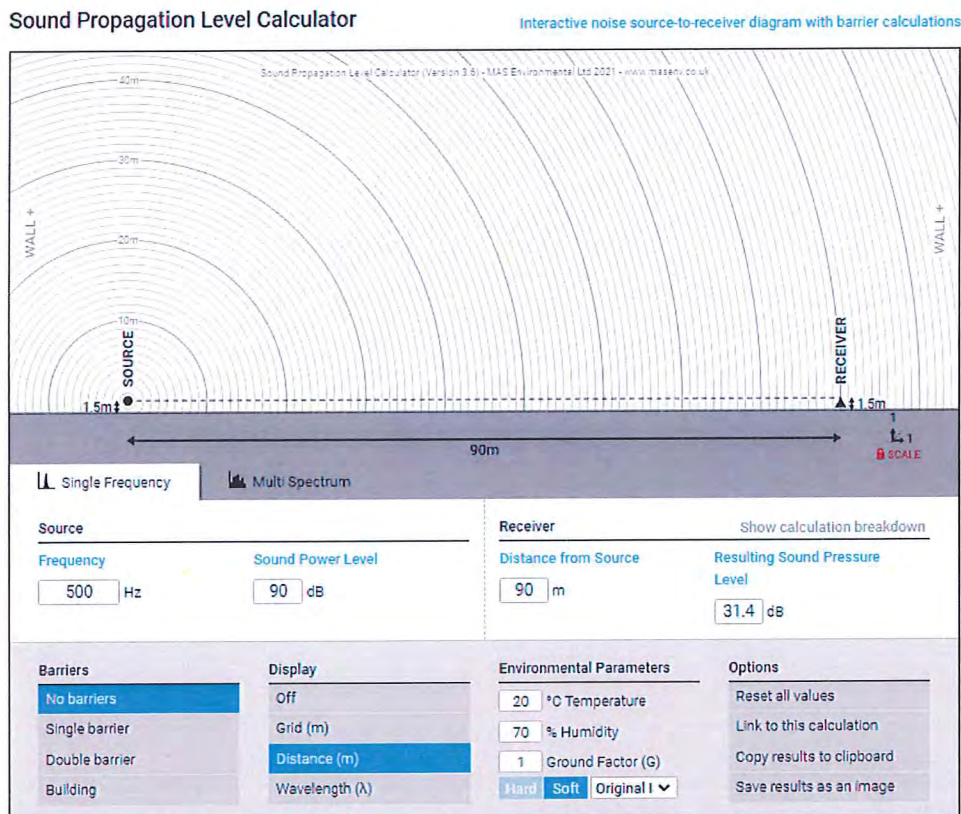 Sound Propagation Level Calculator
Interactive noise source-to-receiver diagram with barrier calculations
Sound Propagation Level Calculator (Version 3.6) - MAS Environmental Ltd 2021 - www.masenv.co.uk
40m
30m
WALL +
WALL +
20m
10m
SOURCE
RECEIVER
1.5m
1.5m
90m
1
1
SCALE
Single Frequency
Multi Spectrum
Source
Receiver
Show calculation breakdown
Frequency
Sound Power Level
Distance from Source
Resulting Sound Pressure
Level
500 Hz
90 dB
90 m
31.4 dB
Barriers
Display
Environmental Parameters
Options
No barriers
Off
20 °C Temperature
Reset all values
Single barrier
Grid (m)
70 % Humidity
Link to this calculation
Double barrier
Distance (m)
1 Ground Factor (G)
Copy results to clipboard
Building
Wavelength (λ)
Hard Soft Original I
Save results as an image